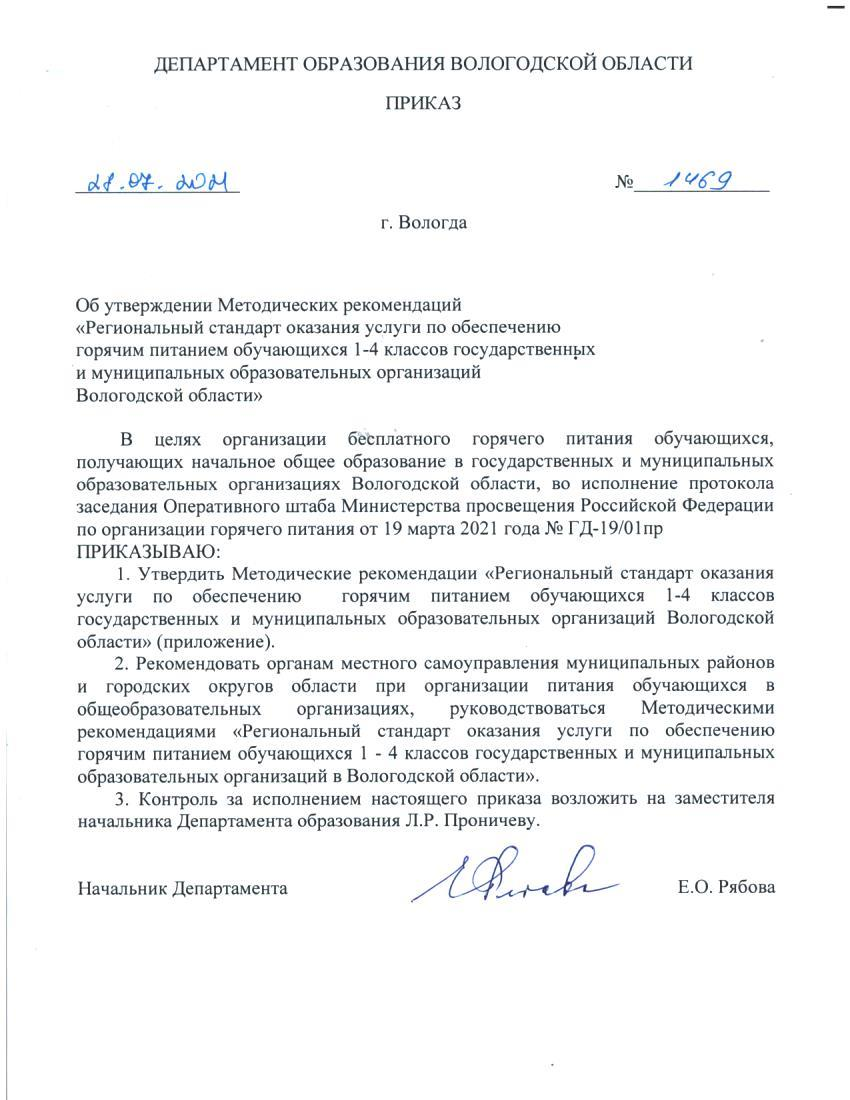 ДЕПАРТАМЕНТ ОБРАЗОВАНИЯ ВОЛОГОДСКОЙ ОБЛАСТИ
ПРИКАЗ
28.07.2021 № 1469
г. Вологда
Об утверждении Методических рекомендаций
«Региональный стандарт оказания услуги по обеспечению
горячим питанием обучающихся 1-4 классов государственных
и муниципальных образовательных организаций
Вологодской области»
В целях организации бесплатного горячего питания обучающихся,
получающих начальное общее образование в государственных и муниципальных
образовательных организациях Вологодской области, во исполнение протокола
заседания Оперативного штаба Министерства просвещения Российской Федерации
по организации горячего питания от 19 марта 2021 года № ГД-19/01пр
ПРИКАЗЫВАЮ:
1. Утвердить Методические рекомендации «Региональный стандарт оказания
услуги по обеспечению горячим питанием обучающихся 1-4 классов
государственных и муниципальных образовательных организаций Вологодской
области» (приложение).
2. Рекомендовать органам местного самоуправления муниципальных районов
и городских округов области при организации питания обучающихся в
общеобразовательных организациях, руководствоваться Методическими
рекомендациями «Региональный стандарт оказания услуги по обеспечению
горячим питанием обучающихся 1 - 4 классов государственных и муниципальных
образовательных организаций в Вологодской области».
3. Контроль за исполнением настоящего приказа возложить на заместителя
начальника Департамента образования Л.Р. Проничеву.
Начальник Департамента Е.О. Рябова